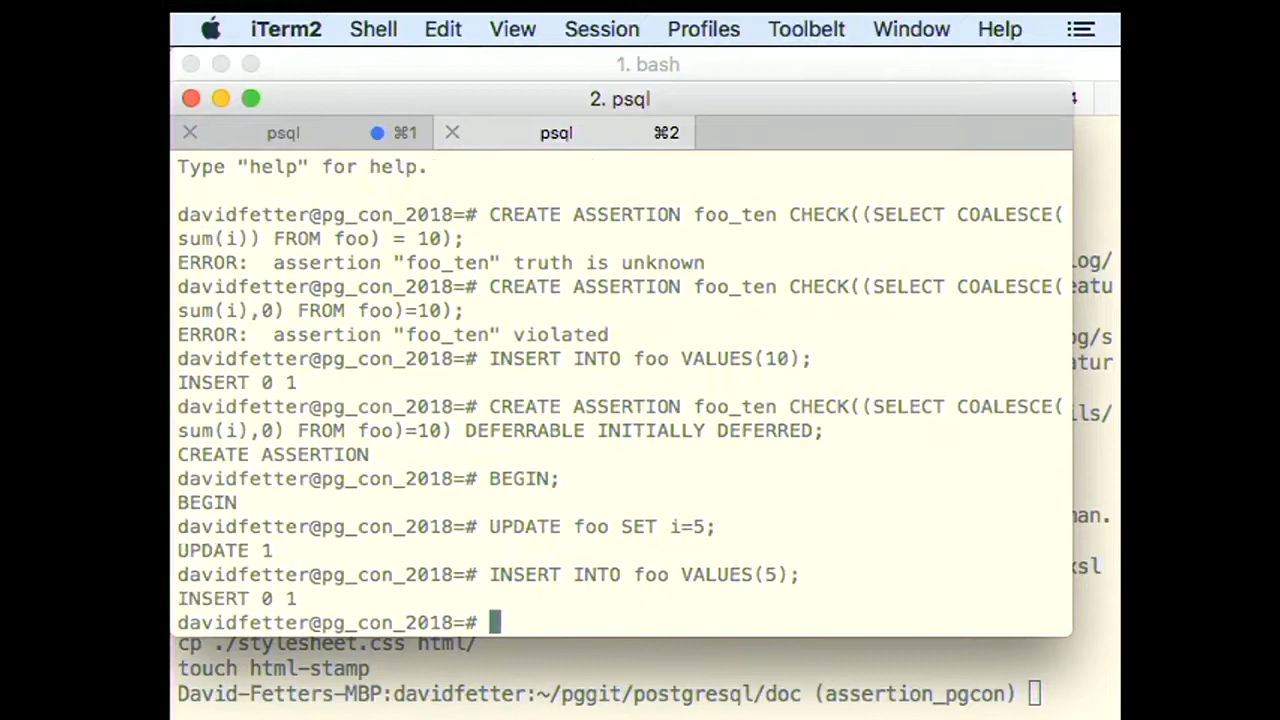 iTerm2 Shell Edit View Session Profiles Toolbelt Window Help
1. bash
2. psql
4
psql ⌘1 psql ⌘2
Type "help" for help.
davidfetter@pg_con_2018=# CREATE ASSERTION foo_ten CHECK((SELECT COALESCE(
sum(i)) FROM foo) = 10);
ERROR:  assertion "foo_ten" truth is unknown
davidfetter@pg_con_2018=# CREATE ASSERTION foo_ten CHECK((SELECT COALESCE(
sum(i),0) FROM foo)=10);
ERROR:  assertion "foo_ten" violated
davidfetter@pg_con_2018=# INSERT INTO foo VALUES(10);
INSERT 0 1
davidfetter@pg_con_2018=# CREATE ASSERTION foo_ten CHECK((SELECT COALESCE(
sum(i),0) FROM foo)=10) DEFERRABLE INITIALLY DEFERRED;
CREATE ASSERTION
davidfetter@pg_con_2018=# BEGIN;
BEGIN
davidfetter@pg_con_2018=# UPDATE foo SET i=5;
UPDATE 1
davidfetter@pg_con_2018=# INSERT INTO foo VALUES(5);
INSERT 0 1
davidfetter@pg_con_2018=#
cp ./stylesheet.css html/
touch html-stamp
David-Fetters-MBP:davidfetter:~/pggit/postgresql/doc (assertion_pgcon)